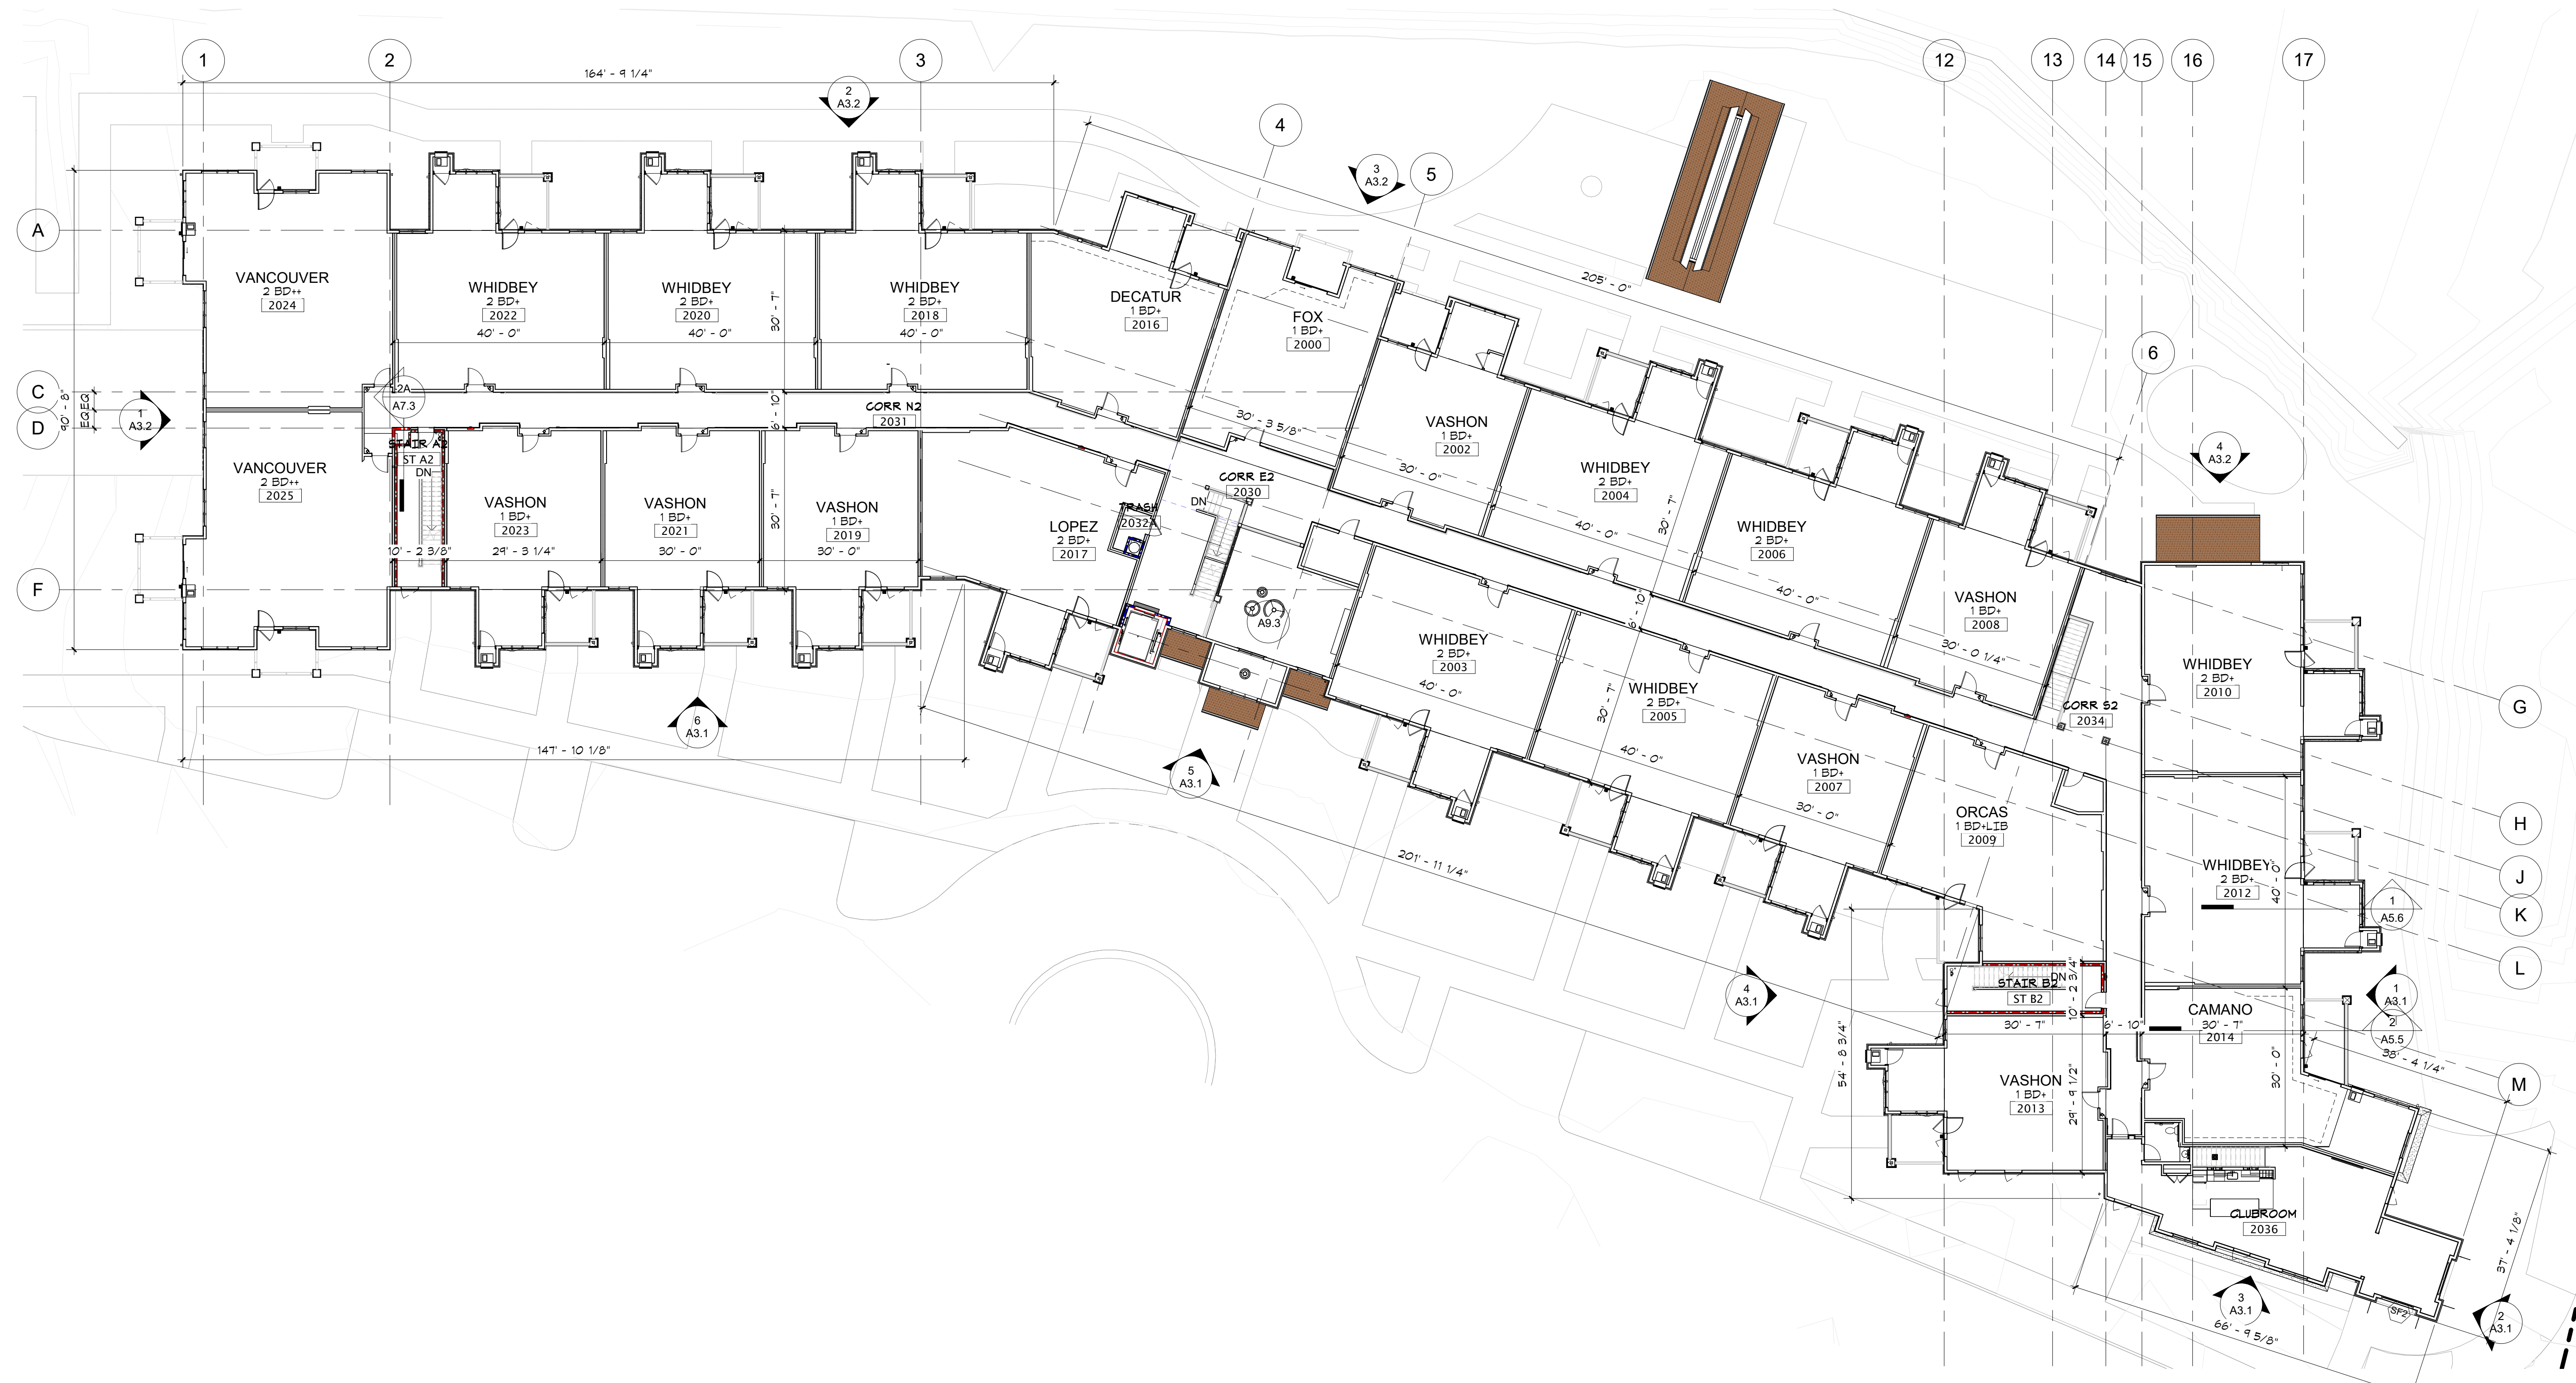 1
2
3
4
5
6
12
13
14
15
16
17
A
C
D
F
G
H
J
K
L
M
164' - 9 1/4"
2
A3.2
3
A3.2
205' - 0"
VANCOUVER
2 BD++
2024
WHIDBEY
2 BD+
2022
40' - 0"
WHIDBEY
2 BD+
2020
40' - 0"
WHIDBEY
2 BD+
2018
40' - 0"
30' - 7"
DECATUR
1 BD+
2016
FOX
1 BD+
2000
30' - 3 5/8"
VASHON
1 BD+
2002
30' - 0"
WHIDBEY
2 BD+
2004
40' - 0"
30' - 7"
WHIDBEY
2 BD+
2006
40' - 0"
VASHON
1 BD+
2008
30' - 0 1/4"
4
A3.2
1
A3.2
90' - 8"
EQ
EQ
2A
A7.3
CORR N2
2031
6' - 10"
STAIR A2
ST A2
DN
10' - 2 3/8"
VANCOUVER
2 BD++
2025
VASHON
1 BD+
2023
29' - 3 1/4"
VASHON
1 BD+
2021
30' - 0"
30' - 7"
VASHON
1 BD+
2019
30' - 0"
LOPEZ
2 BD+
2017
TRASH
2032A
CORR E2
2030
DN
A9.3
6' - 10"
WHIDBEY
2 BD+
2003
40' - 0"
WHIDBEY
2 BD+
2005
40' - 0"
30' - 7"
VASHON
1 BD+
2007
30' - 0"
ORCAS
1 BD+LIB
2009
CORR S2
2034
WHIDBEY
2 BD+
2010
WHIDBEY
2 BD+
2012
40' - 0"
1
A5.6
6
A3.1
147' - 10 1/8"
5
A3.1
201' - 11 1/4"
4
A3.1
STAIR B2
ST B2
DN
10' - 2 3/4"
30' - 7"
6' - 10"
CAMANO
30' - 7"
2014
30' - 0"
1
A3.1
2
A5.5
38' - 4 1/4"
54' - 8 3/4"
VASHON
1 BD+
2013
29' - 9 1/2"
CLUBROOM
2036
37' - 4 1/8"
3
A3.1
SF2
2
A3.1
66' - 9 5/8"